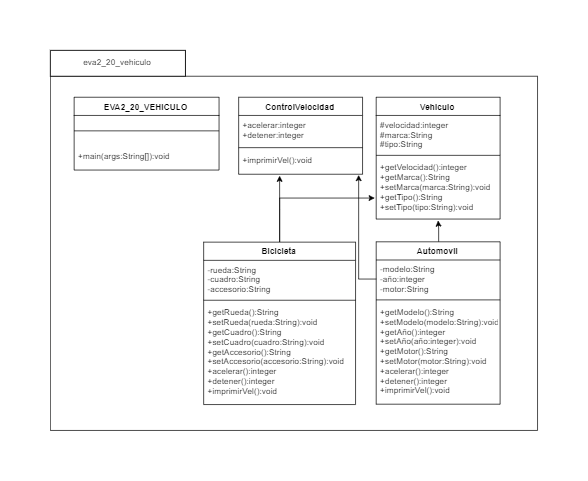 eva2_20_vehiculo
EVA2_20_VEHICULO
+main(args:String[]):void
ControlVelocidad
+acelerar:integer
+detener:integer
+imprimirVel():void
Vehiculo
#velocidad:integer
#marca:String
#tipo:String
+getVelocidad():integer
+getMarca():String
+setMarca(marca:String):void
+getTipo():String
+setTipo(tipo:String):void
Bicicleta
-rueda:String
-cuadro:String
-accesorio:String
+getRueda():String
+setRueda(rueda:String):void
+getCuadro():String
+setCuadro(cuadro:String):void
+getAccesorio():String
+setAccesorio(accesorio:String):void
+acelerar():integer
+detener():integer
+imprimirVel():void
Automovil
-modelo:String
-año:integer
-motor:String
+getModelo():String
+setModelo(modelo:String):void
+getAño():integer
+setAño(año:integer):void
+getMotor():String
+setMotor(motor:String):void
+acelerar():integer
+detener():integer
+imprimirVel():void